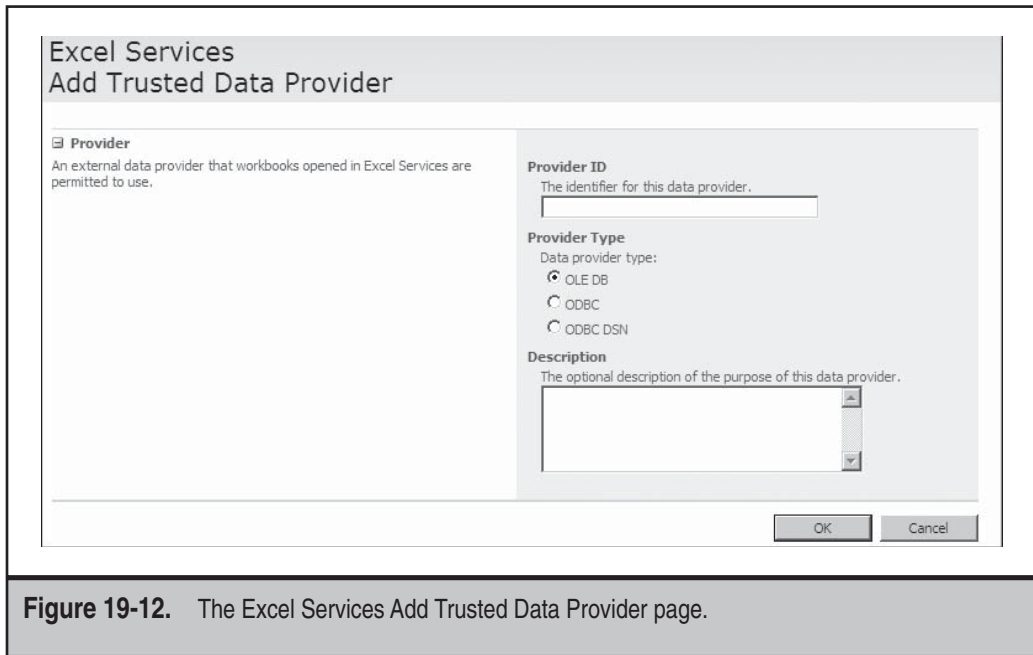 Excel Services
Add Trusted Data Provider
Provider
An external data provider that workbooks opened in Excel Services are
permitted to use.
Provider ID
The identifier for this data provider.
Provider Type
Data provider type:
OLE DB
ODBC
ODBC DSN
Description
The optional description of the purpose of this data provider.
OK
Cancel
Figure 19-12. The Excel Services Add Trusted Data Provider page.